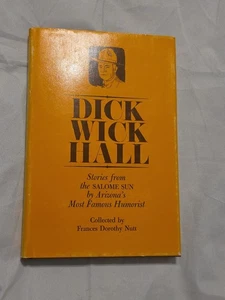 DICK
WICK
HALL
Stories from
the SALOME SUN
by Arizona's
Most Famous Humorist
Collected by
Frances Dorothy Nutt